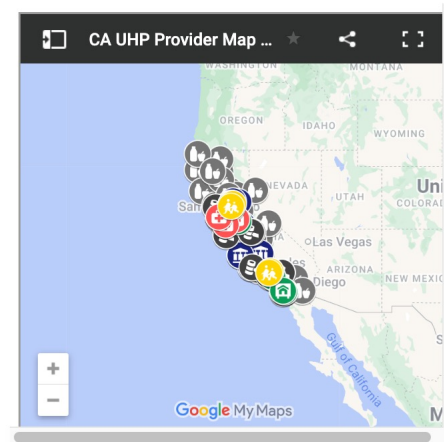 CA UHP Provider Map ...
WASHINGTON
MONTANA
OREGON
IDAHO
WYOMING
NEVADA
UTAH
Uni
COLORAD
San
Las Vegas
ARIZONA
NEW MEXIC
Diego
Gulf of California
M
Google My Maps